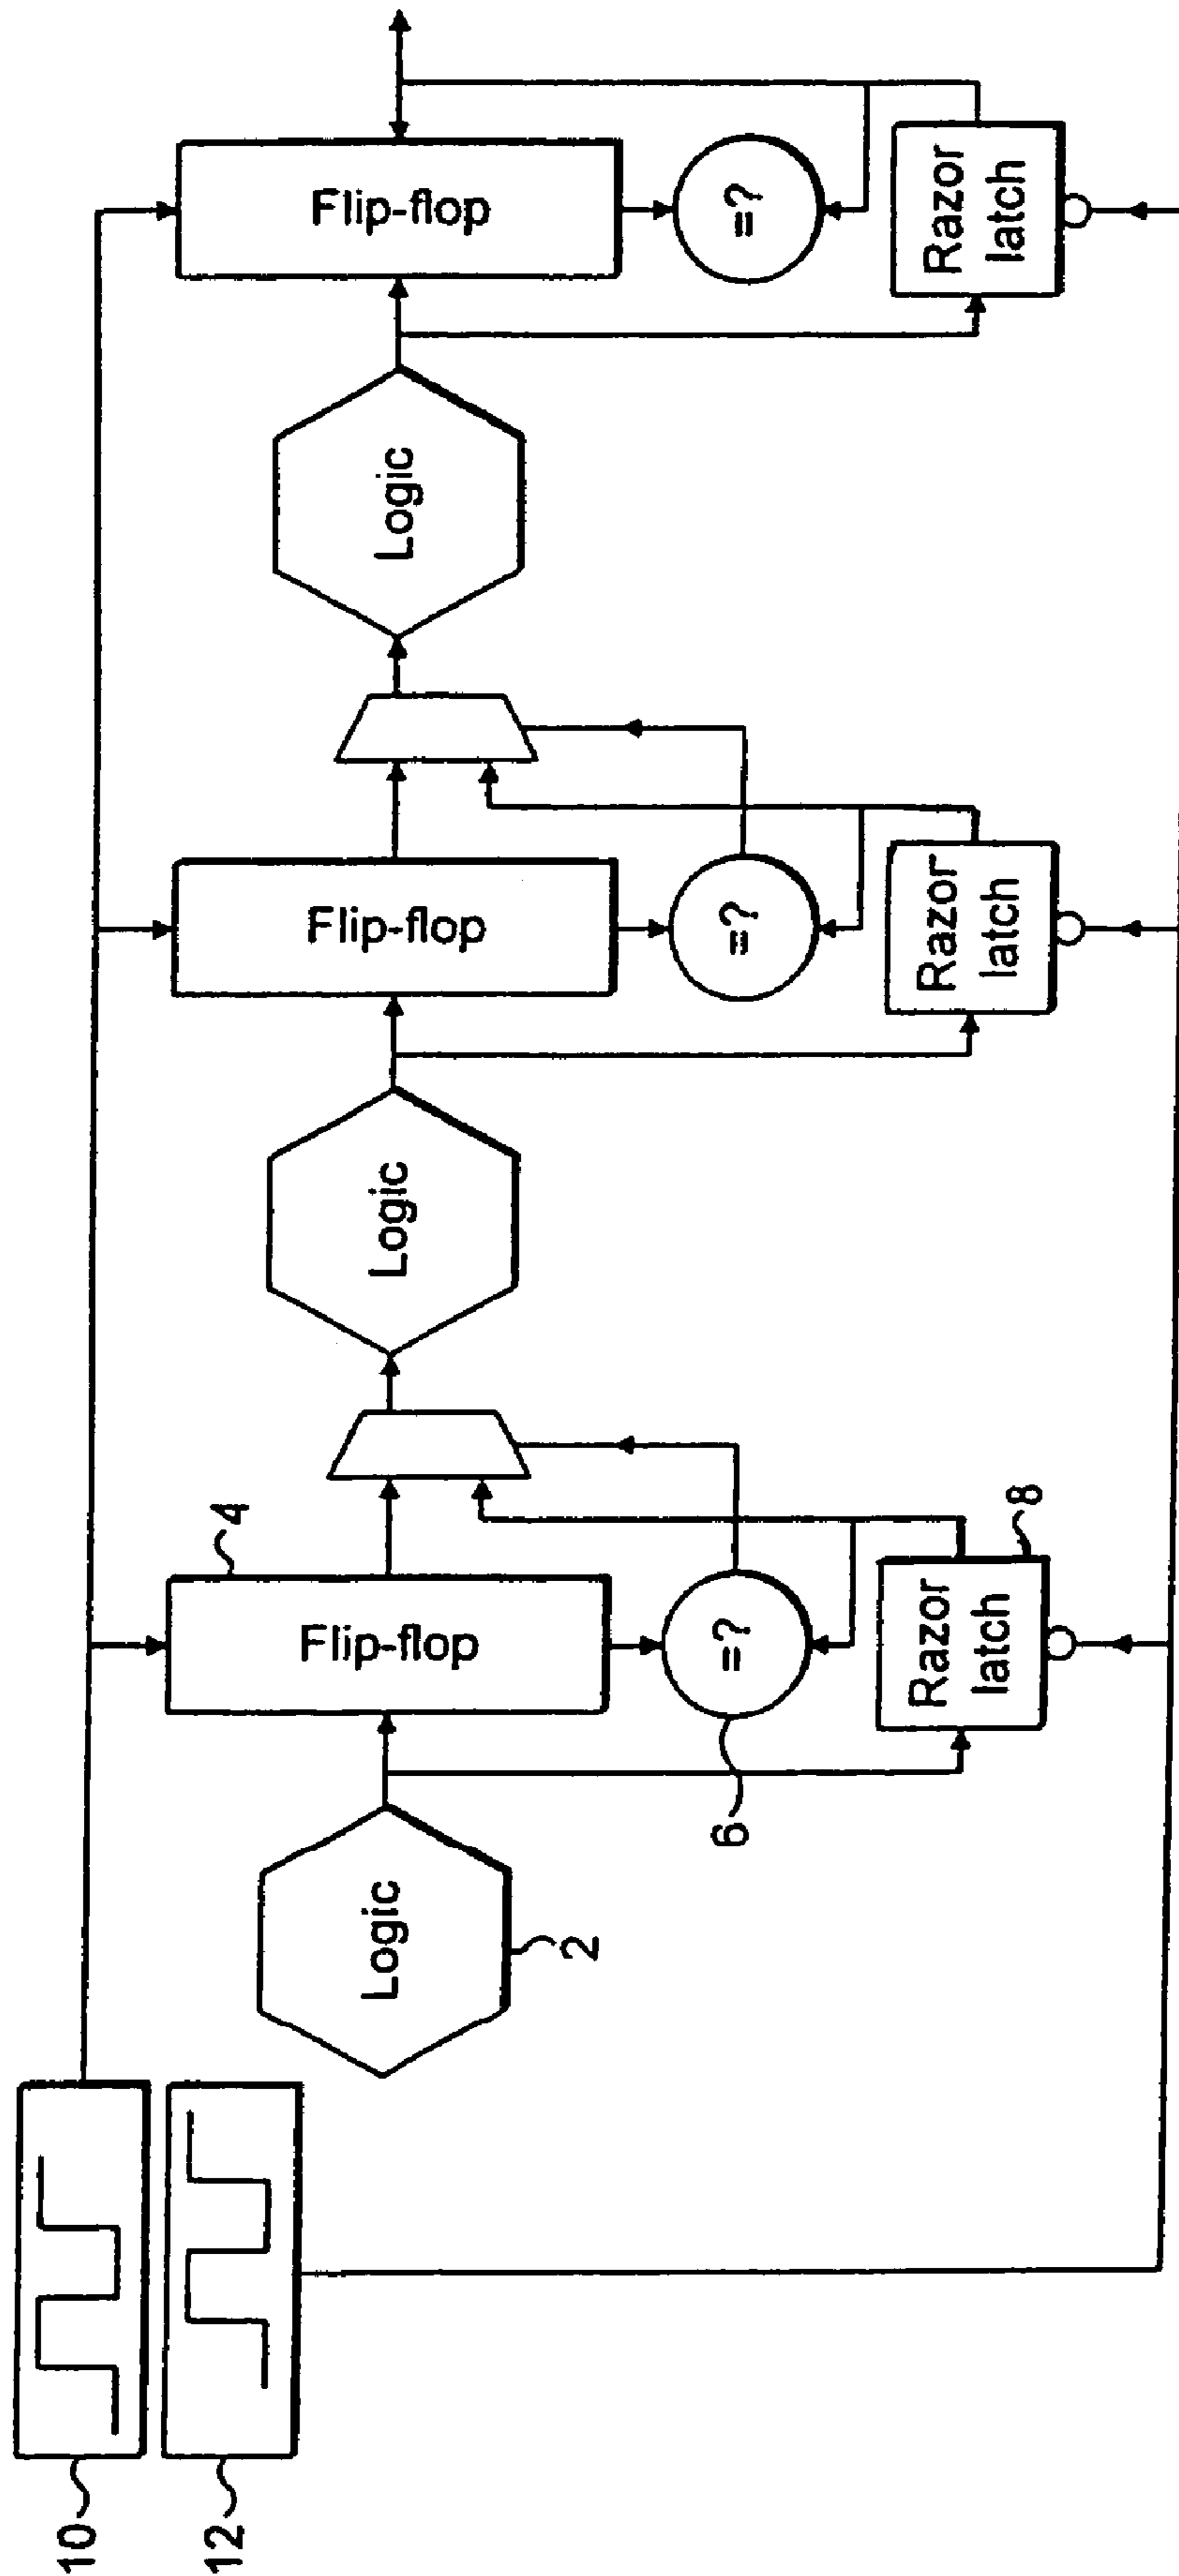 10
12
Logic
2
Flip-flop
4
=?
6
Razor
latch
8
Logic
Flip-flop
=?
Razor
latch
Logic
Flip-flop
=?
Razor
latch